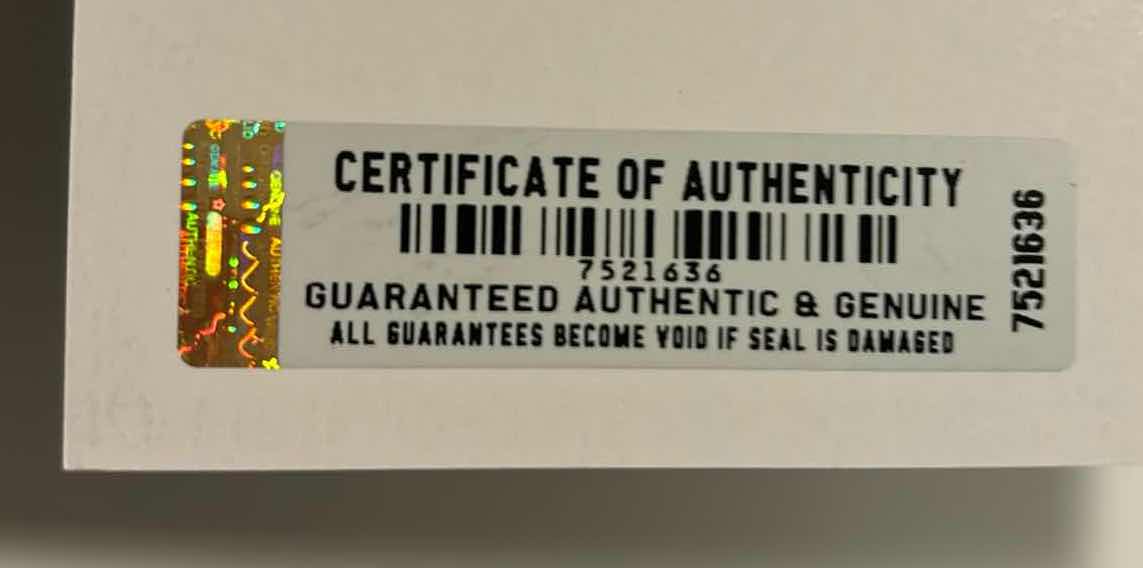 CERTIFICATE OF AUTHENTICITY
7521636
GUARANTEED AUTHENTIC & GENUINE
ALL GUARANTEES BECOME VOID IF SEAL IS DAMAGED
7521636